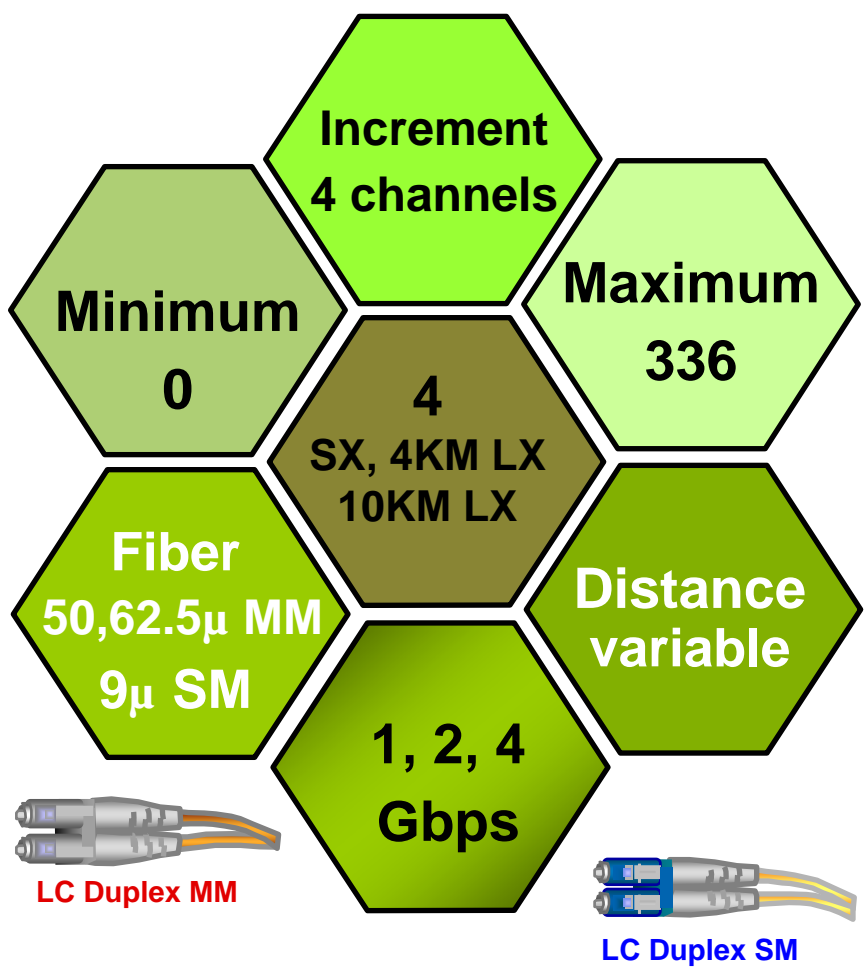 Increment
4 channels
Minimum
0
Maximum
336
4
SX, 4KM LX
10KM LX
Fiber
50,62.5μ MM
9μ SM
Distance
variable
1, 2, 4
Gbps
LC Duplex MM
LC Duplex SM